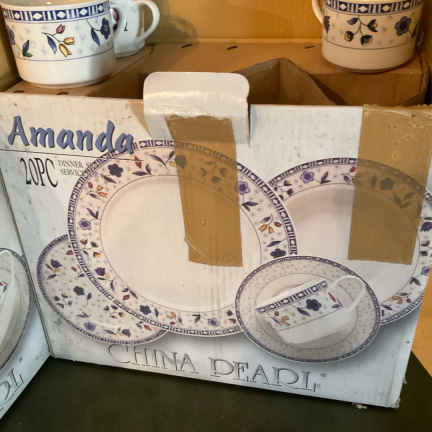 Amanda
20PC
DINNER
SERVICE
CHINA PEARL